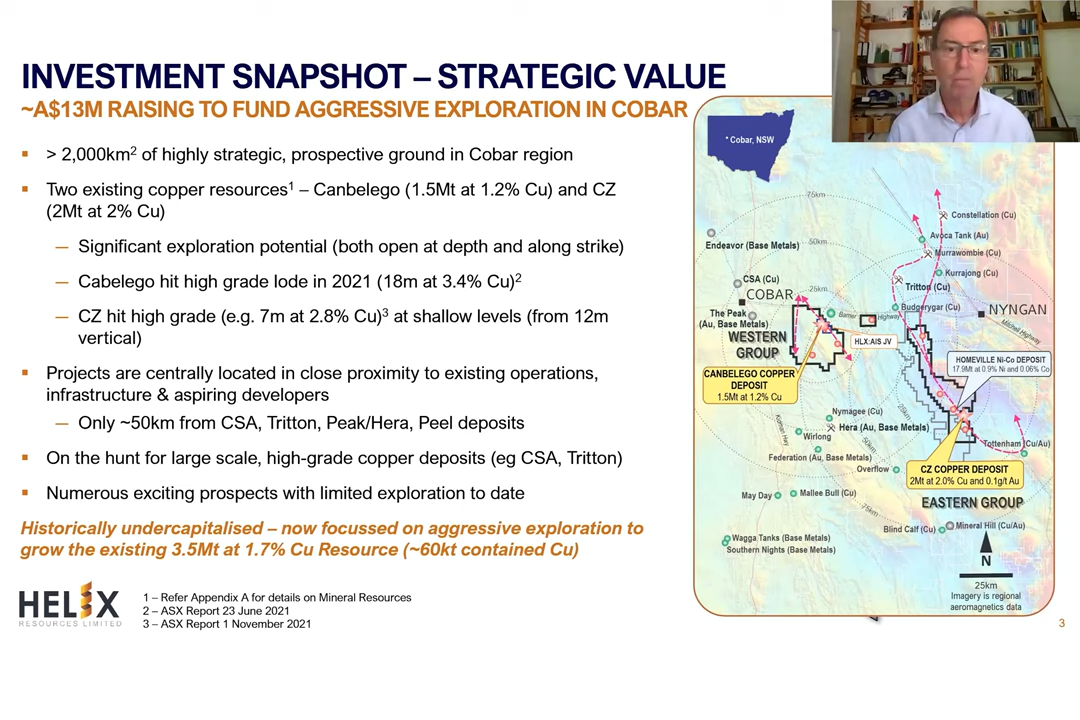 INVESTMENT SNAPSHOT – STRATEGIC VALUE
~A$13M RAISING TO FUND AGGRESSIVE EXPLORATION IN COBAR
▪ > 2,000km² of highly strategic, prospective ground in Cobar region
▪ Two existing copper resources¹ – Canbelego (1.5Mt at 1.2% Cu) and CZ
(2Mt at 2% Cu)
— Significant exploration potential (both open at depth and along strike)
— Cabelego hit high grade lode in 2021 (18m at 3.4% Cu)²
— CZ hit high grade (e.g. 7m at 2.8% Cu)³ at shallow levels (from 12m
vertical)
▪ Projects are centrally located in close proximity to existing operations,
infrastructure & aspiring developers
— Only ~50km from CSA, Tritton, Peak/Hera, Peel deposits
▪ On the hunt for large scale, high-grade copper deposits (eg CSA, Tritton)
▪ Numerous exciting prospects with limited exploration to date
Historically undercapitalised – now focussed on aggressive exploration to
grow the existing 3.5Mt at 1.7% Cu Resource (~60kt contained Cu)
HELIX
RESOURCES LIMITED
1 – Refer Appendix A for details on Mineral Resources
2 – ASX Report 23 June 2021
3 – ASX Report 1 November 2021
* Cobar, NSW
75km
Constellation (Cu)
Avoca Tank (Au)
Endeavor (Base Metals)
50km
Murrawombie (Cu)
Kurrajong (Cu)
CSA (Cu)
Tritton (Cu)
COBAR
25km
Budgerygar (Cu)
NYNGAN
The Peak
(Au, Base Metals)
Barrier Highway
Mitchell Highway
WESTERN
GROUP
HLX:AIS JV
HOMEVILLE Ni-Co DEPOSIT
17.9Mt at 0.9% Ni and 0.06% Co
CANBELEGO COPPER
DEPOSIT
1.5Mt at 1.2% Cu
25km
Nymagee (Cu)
Kidman Hwy
Hera (Au, Base Metals)
Wirlong
50km
Tottenham (Cu/Au)
Federation (Au, Base Metals)
Overflow
CZ COPPER DEPOSIT
2Mt at 2.0% Cu and 0.1g/t Au
May Day
Mallee Bull (Cu)
EASTERN GROUP
75km
Blind Calf (Cu)
Mineral Hill (Cu/Au)
Wagga Tanks (Base Metals)
Southern Nights (Base Metals)
N
25km
Imagery is regional
aeromagnetics data
3